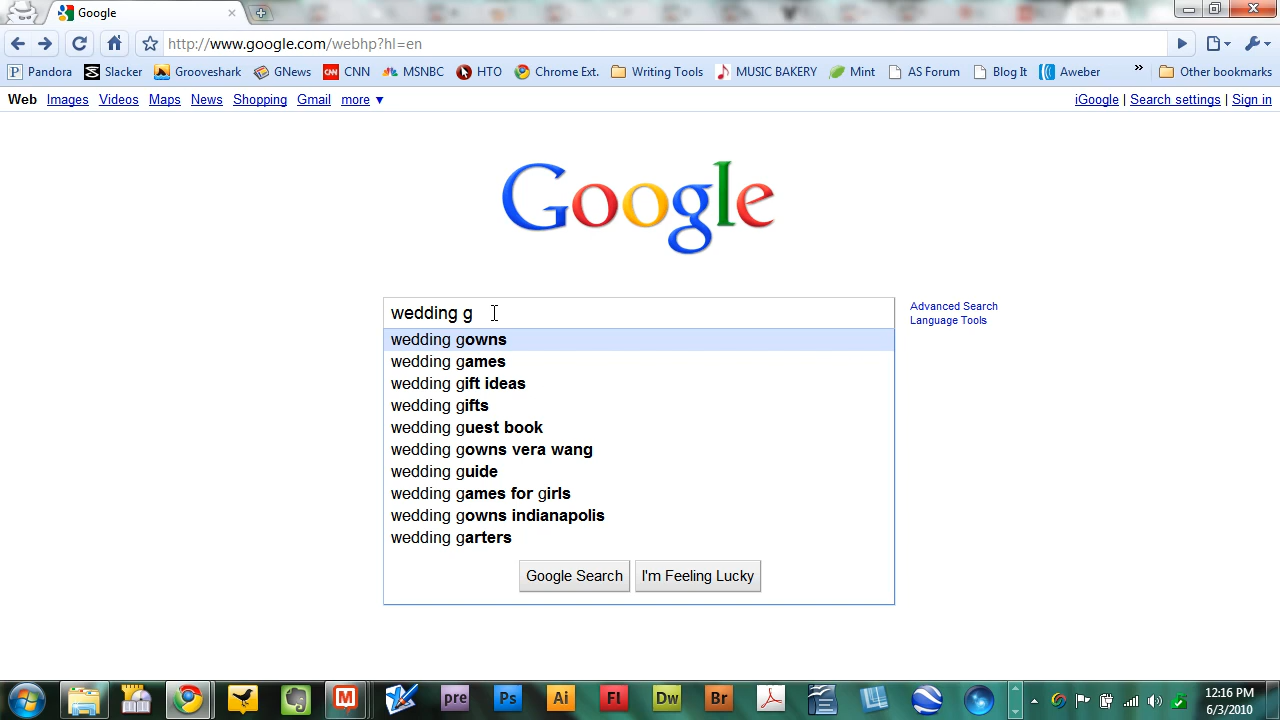 Google
http://www.google.com/webhp?hl=en
Pandora Slacker Grooveshark GNews CNN MSNBC HTO Chrome Ext. Writing Tools MUSIC BAKERY Mint AS Forum Blog It Aweber » Other bookmarks
Web Images Videos Maps News Shopping Gmail more ▼ iGoogle | Search settings | Sign in
Google
wedding g
Advanced Search
Language Tools
wedding gowns
wedding games
wedding gift ideas
wedding gifts
wedding guest book
wedding gowns vera wang
wedding guide
wedding games for girls
wedding gowns indianapolis
wedding garters
Google Search I'm Feeling Lucky
M pre Ps Ai Fl Dw Br
12:16 PM
6/3/2010